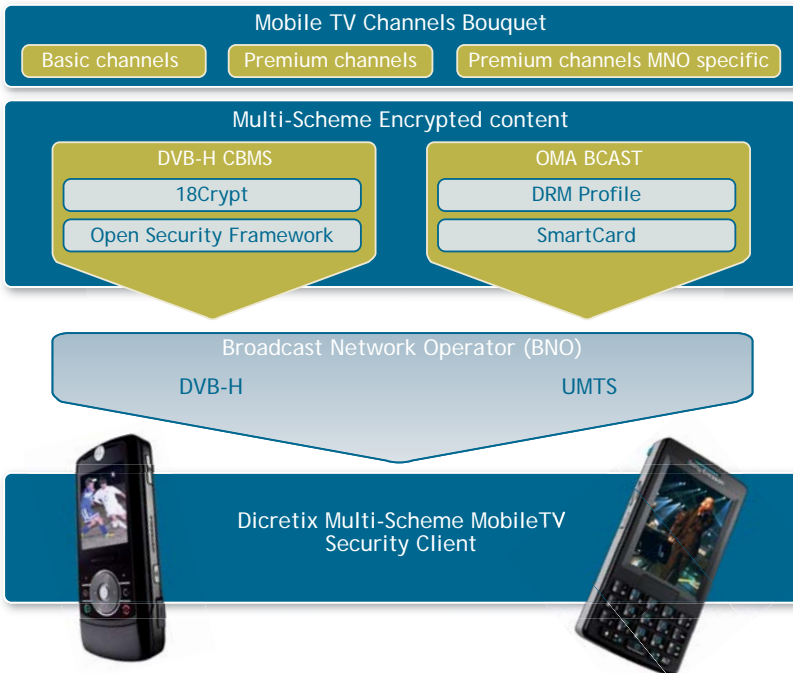 Mobile TV Channels Bouquet
Basic channels
Premium channels
Premium channels MNO specific
Multi-Scheme Encrypted content
DVB-H CBMS
OMA BCAST
18Crypt
DRM Profile
Open Security Framework
SmartCard
Broadcast Network Operator (BNO)
DVB-H
UMTS
Dicretix Multi-Scheme MobileTV
Security Client
Sony Ericsson